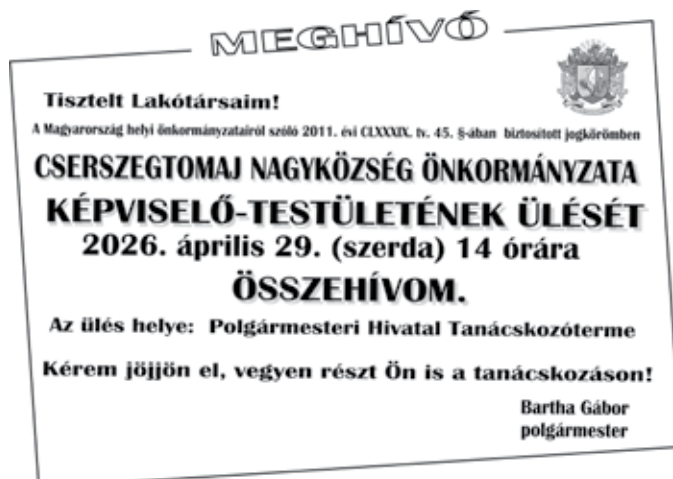 MEGHÍVÓ
Tisztelt Lakótársaim!
A Magyarország helyi önkormányzatairól szóló 2011. évi CLXXXIX. tv. 45. §-ában biztosított jogkörömben
CSERSZEGTOMAJ NAGYKÖZSÉG ÖNKORMÁNYZATA
KÉPVISELŐ-TESTÜLETÉNEK ÜLÉSÉT
2026. április 29. (szerda) 14 órára
ÖSSZEHÍVOM.
Az ülés helye: Polgármesteri Hivatal Tanácskozóterme
Kérem jöjjön el, vegyen részt Ön is a tanácskozáson!
Bartha Gábor
polgármester